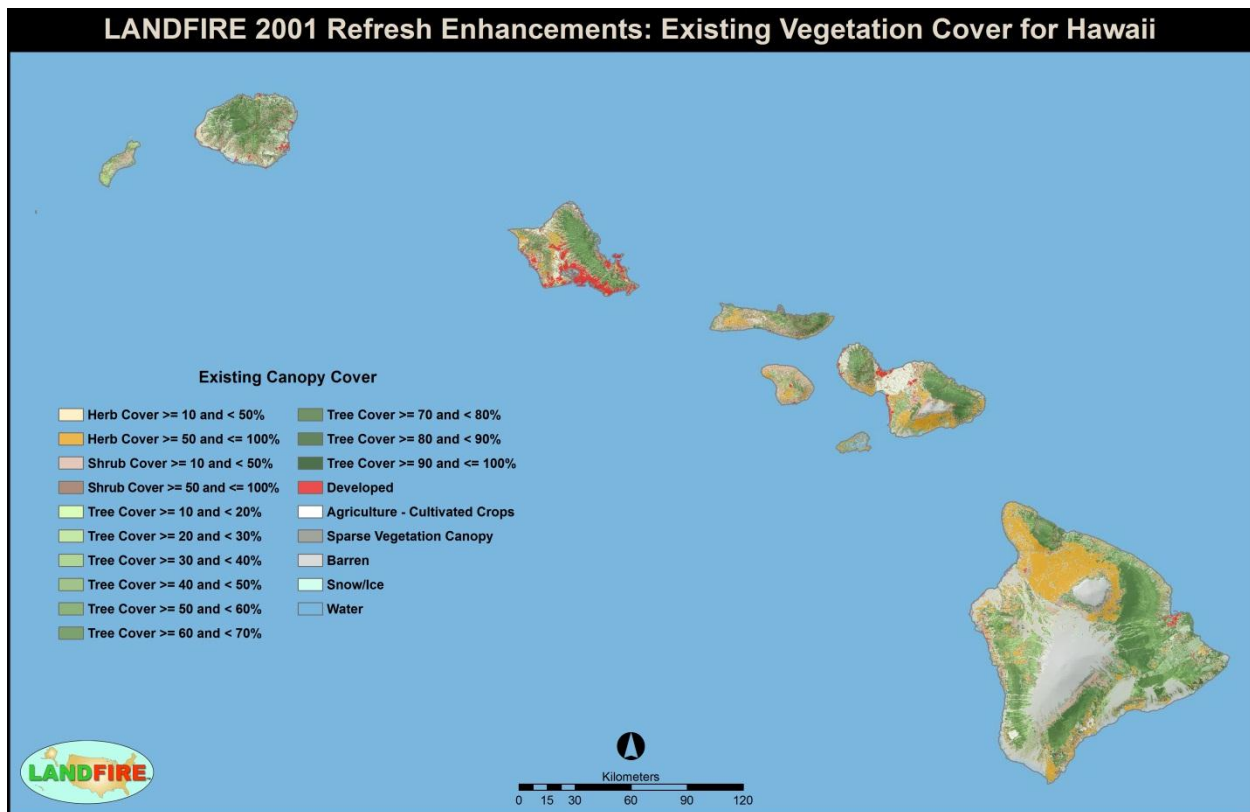 LANDFIRE 2001 Refresh Enhancements: Existing Vegetation Cover for Hawaii
Existing Canopy Cover
Herb Cover >= 10 and < 50%
Herb Cover >= 50 and <= 100%
Shrub Cover >= 10 and < 50%
Shrub Cover >= 50 and <= 100%
Tree Cover >= 10 and < 20%
Tree Cover >= 20 and < 30%
Tree Cover >= 30 and < 40%
Tree Cover >= 40 and < 50%
Tree Cover >= 50 and < 60%
Tree Cover >= 60 and < 70%
Tree Cover >= 70 and < 80%
Tree Cover >= 80 and < 90%
Tree Cover >= 90 and <= 100%
Developed
Agriculture - Cultivated Crops
Sparse Vegetation Canopy
Barren
Snow/Ice
Water
LANDFIRE
Kilometers
0 15 30 60 90 120